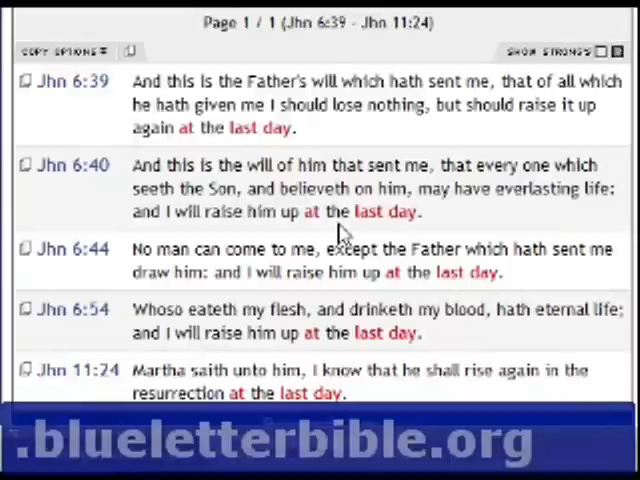 Page 1 / 1 (Jhn 6:39 - Jhn 11:24)
COPY OPTIONS SHOW STRONG'S
Jhn 6:39 And this is the Father's will which hath sent me, that of all which
he hath given me I should lose nothing, but should raise it up
again at the last day.
Jhn 6:40 And this is the will of him that sent me, that every one which
seeth the Son, and believeth on him, may have everlasting life:
and I will raise him up at the last day.
Jhn 6:44 No man can come to me, except the Father which hath sent me
draw him: and I will raise him up at the last day.
Jhn 6:54 Whoso eateth my flesh, and drinketh my blood, hath eternal life;
and I will raise him up at the last day.
Jhn 11:24 Martha saith unto him, I know that he shall rise again in the
resurrection at the last day.
.blueletterbible.org